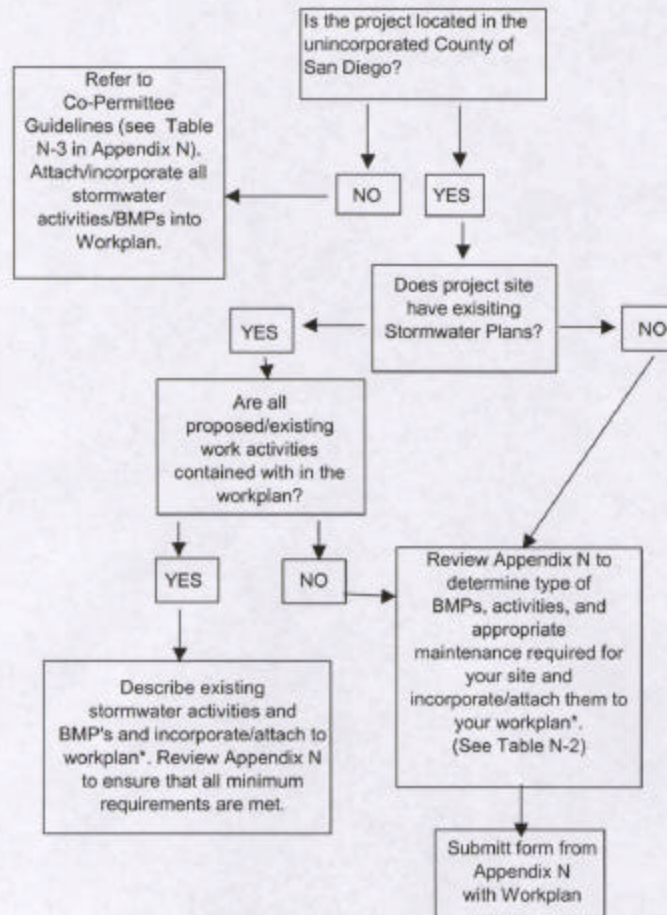 Is the project located in the
unincorporated County of
San Diego?
Refer to
Co-Permittee
Guidelines (see Table
N-3 in Appendix N).
Attach/incorporate all
stormwater
activities/BMPs into
Workplan.
NO
YES
Does project site
have exisiting
Stormwater Plans?
YES
NO
Are all
proposed/existing
work activities
contained with in the
workplan?
YES
NO
Review Appendix N to
determine type of
BMPs, activities, and
appropriate
maintenance required for
your site and
incorporate/attach them to
your workplan*.
(See Table N-2)
Describe existing
stormwater activities and
BMP's and incorporate/attach to
workplan*. Review Appendix N
to ensure that all minimum
requirements are met.
Submitt form from
Appendix N
with Workplan